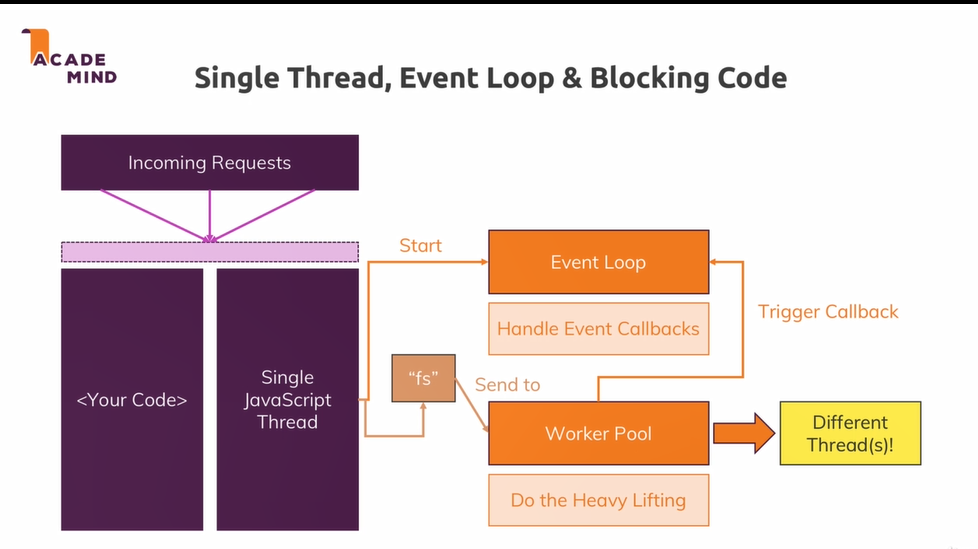 ACADE
MIND
Single Thread, Event Loop & Blocking Code
Incoming Requests
<Your Code>
Single
JavaScript
Thread
Start
Event Loop
Handle Event Callbacks
Trigger Callback
“fs”
Send to
Worker Pool
Different
Thread(s)!
Do the Heavy Lifting